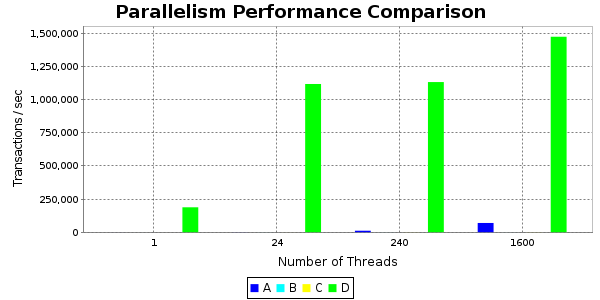 Parallelism Performance Comparison
Transactions / sec
1,500,000
1,250,000
1,000,000
750,000
500,000
250,000
0
1 24 240 1600
Number of Threads
A B C D